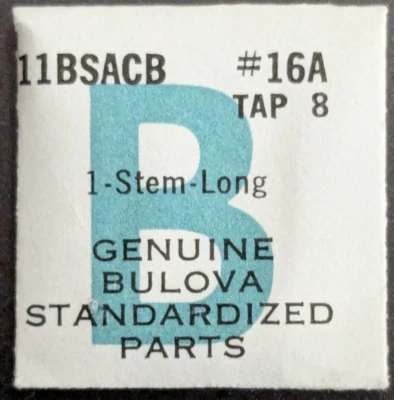 11BSACB #16A
TAP 8
1-Stem-Long
B
GENUINE
BULOVA
STANDARDIZED
PARTS